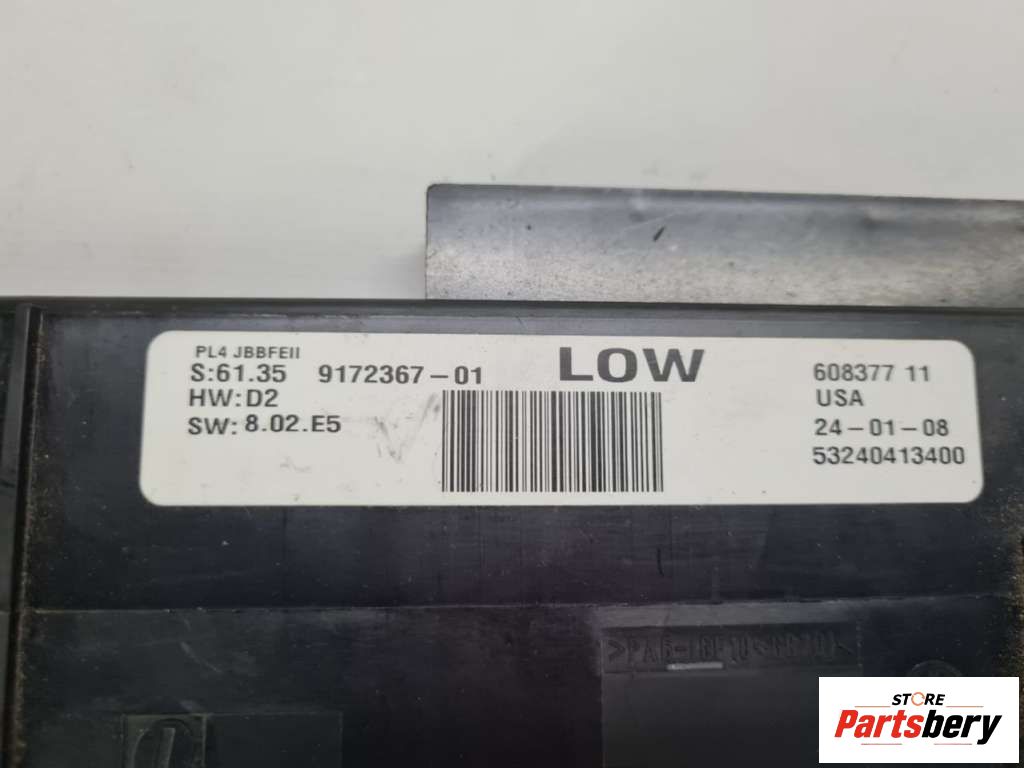 PL4 JBBFEII
S:61.35 9172367-01 LOW 608377 11
HW:D2 USA
SW: 8.02.E5 24-01-08
53240413400
STORE
Partsbery